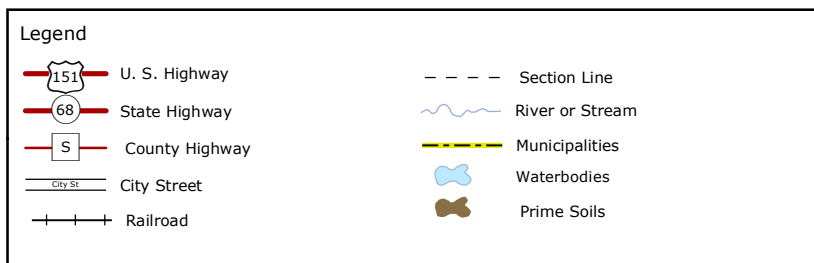 Legend
151 U. S. Highway
68 State Highway
S County Highway
City St City Street
Railroad
Section Line
River or Stream
Municipalities
Waterbodies
Prime Soils